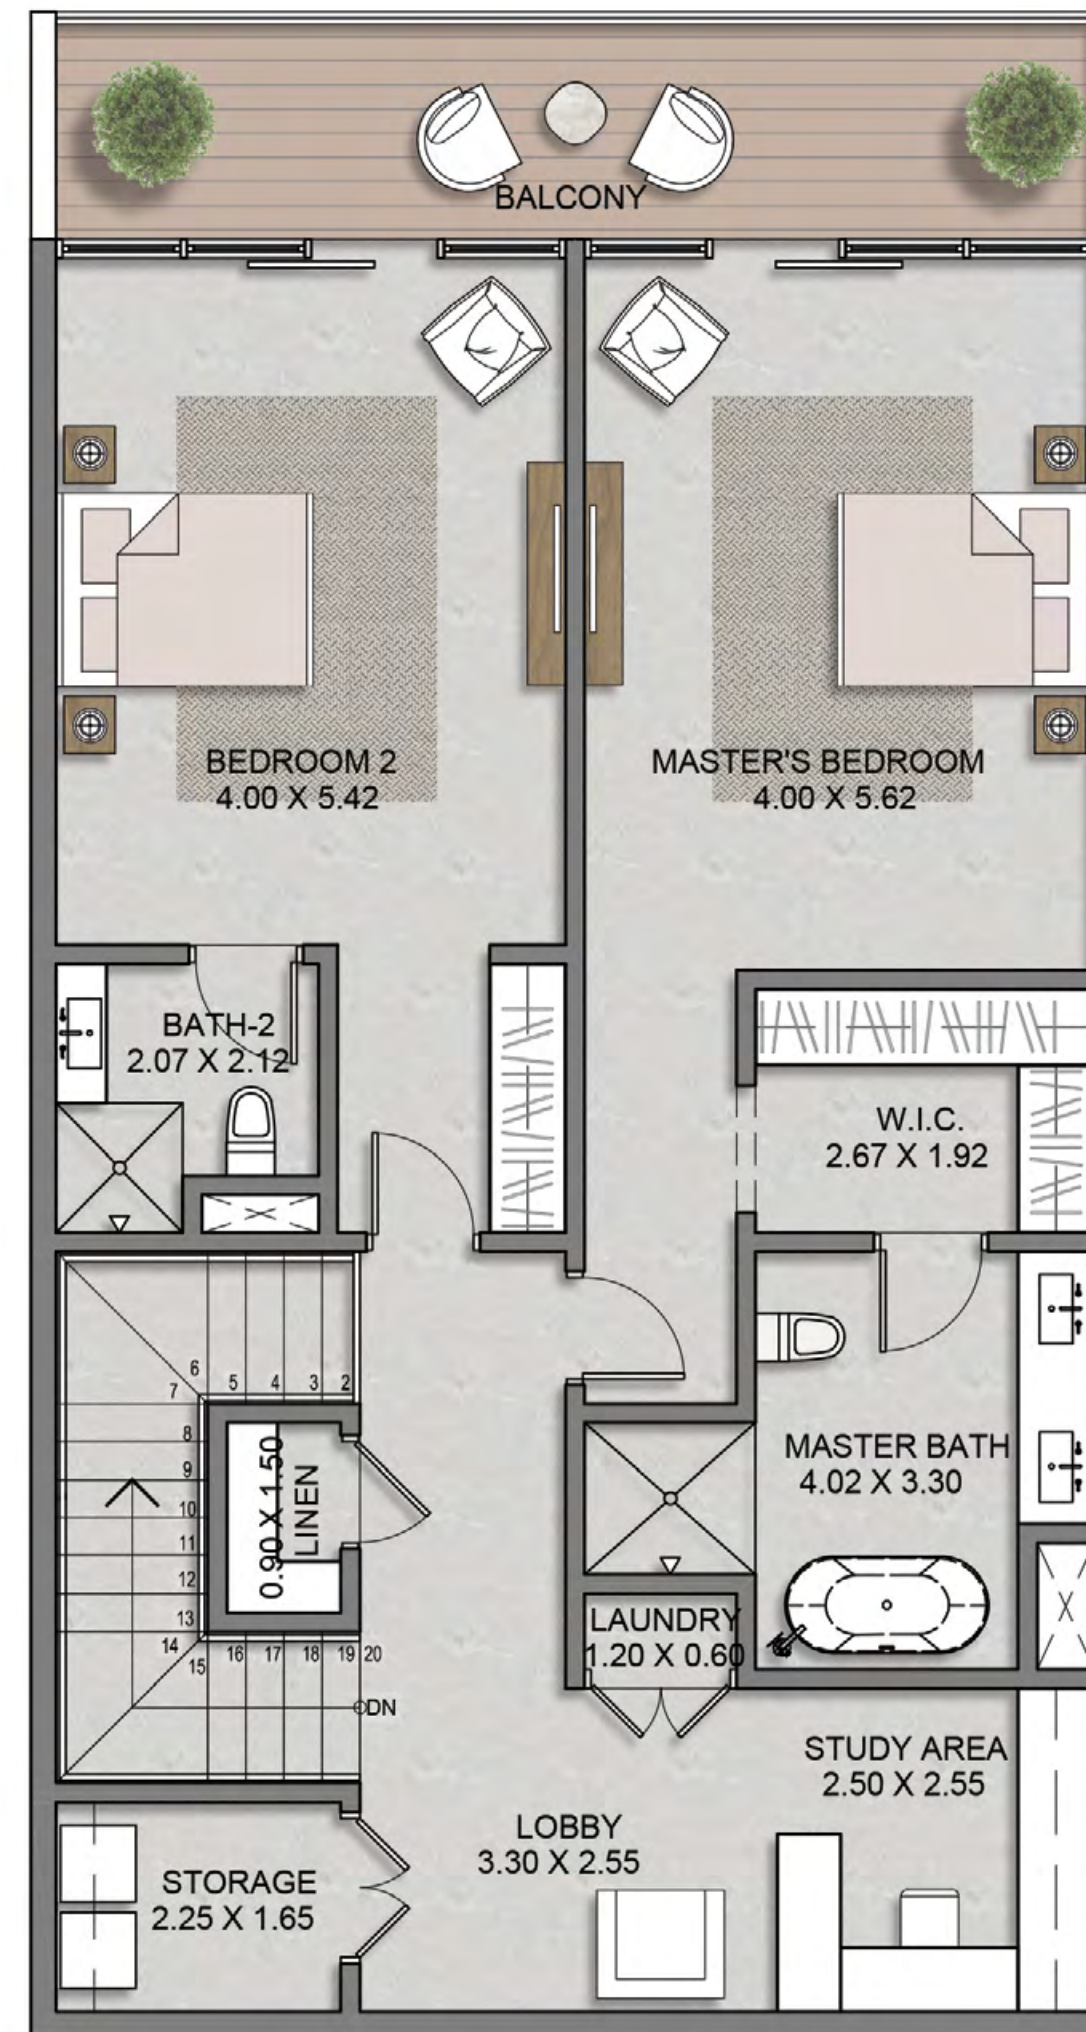 BALCONY
BEDROOM 2
4.00 X 5.42
MASTER'S BEDROOM
4.00 X 5.62
BATH-2
2.07 X 2.12
W.I.C.
2.67 X 1.92
6
5
4
3
2
7
8
9
10
11
12
13
14
15
16
17
18
19
20
DN
0.90 X 1.50
LINEN
MASTER BATH
4.02 X 3.30
LAUNDRY
1.20 X 0.60
STUDY AREA
2.50 X 2.55
LOBBY
3.30 X 2.55
STORAGE
2.25 X 1.65